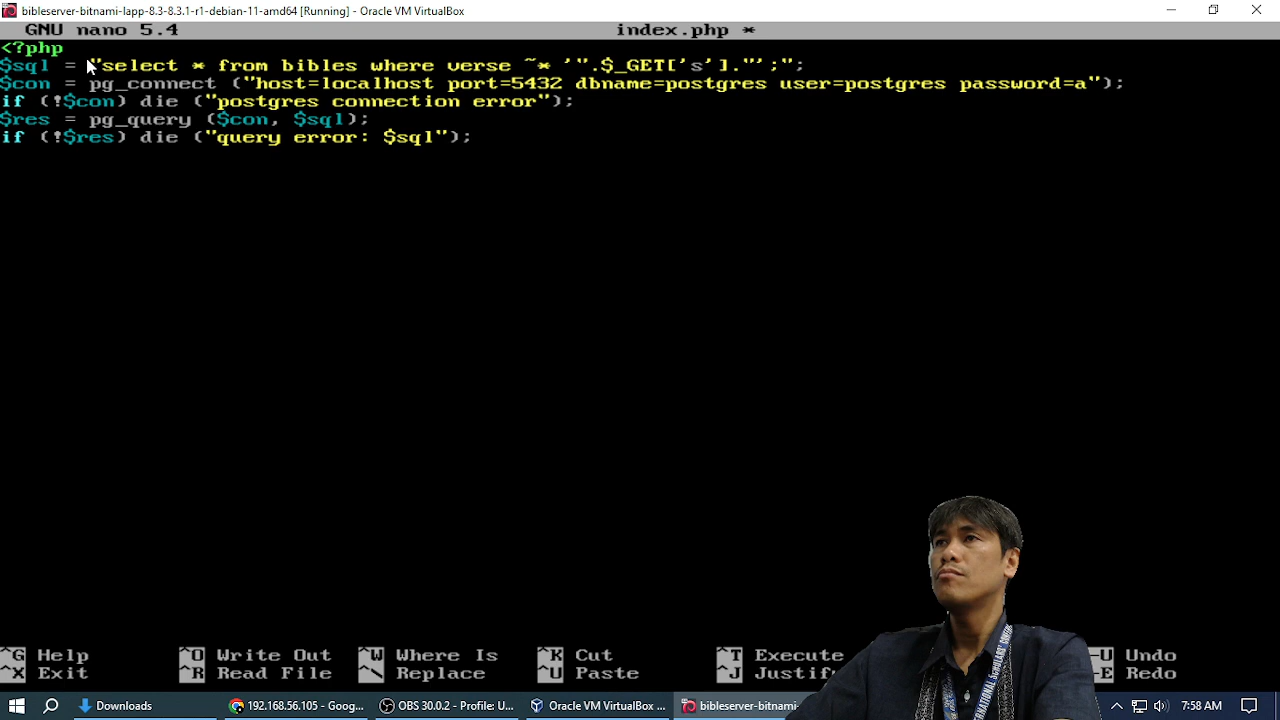 bibleserver-bitnami-lapp-8.3-8.3.1-r1-debian-11-amd64 [Running] - Oracle VM VirtualBox
GNU nano 5.4 index.php *
<?php
$sql = "select * from bibles where verse ~* '".$_GET['s']."';";
$con = pg_connect ("host=localhost port=5432 dbname=postgres user=postgres password=a");
if (!$con) die ("postgres connection error");
$res = pg_query ($con, $sql);
if (!$res) die ("query error: $sql");
^G Help ^O Write Out ^W Where Is ^K Cut ^T Execute -U Undo
^X Exit ^R Read File ^\ Replace ^U Paste ^J Justify -E Redo
Downloads 192.168.56.105 - Goog... OBS 30.0.2 - Profile: U... Oracle VM VirtualBox ... bibleserver-bitnami- 7:58 AM